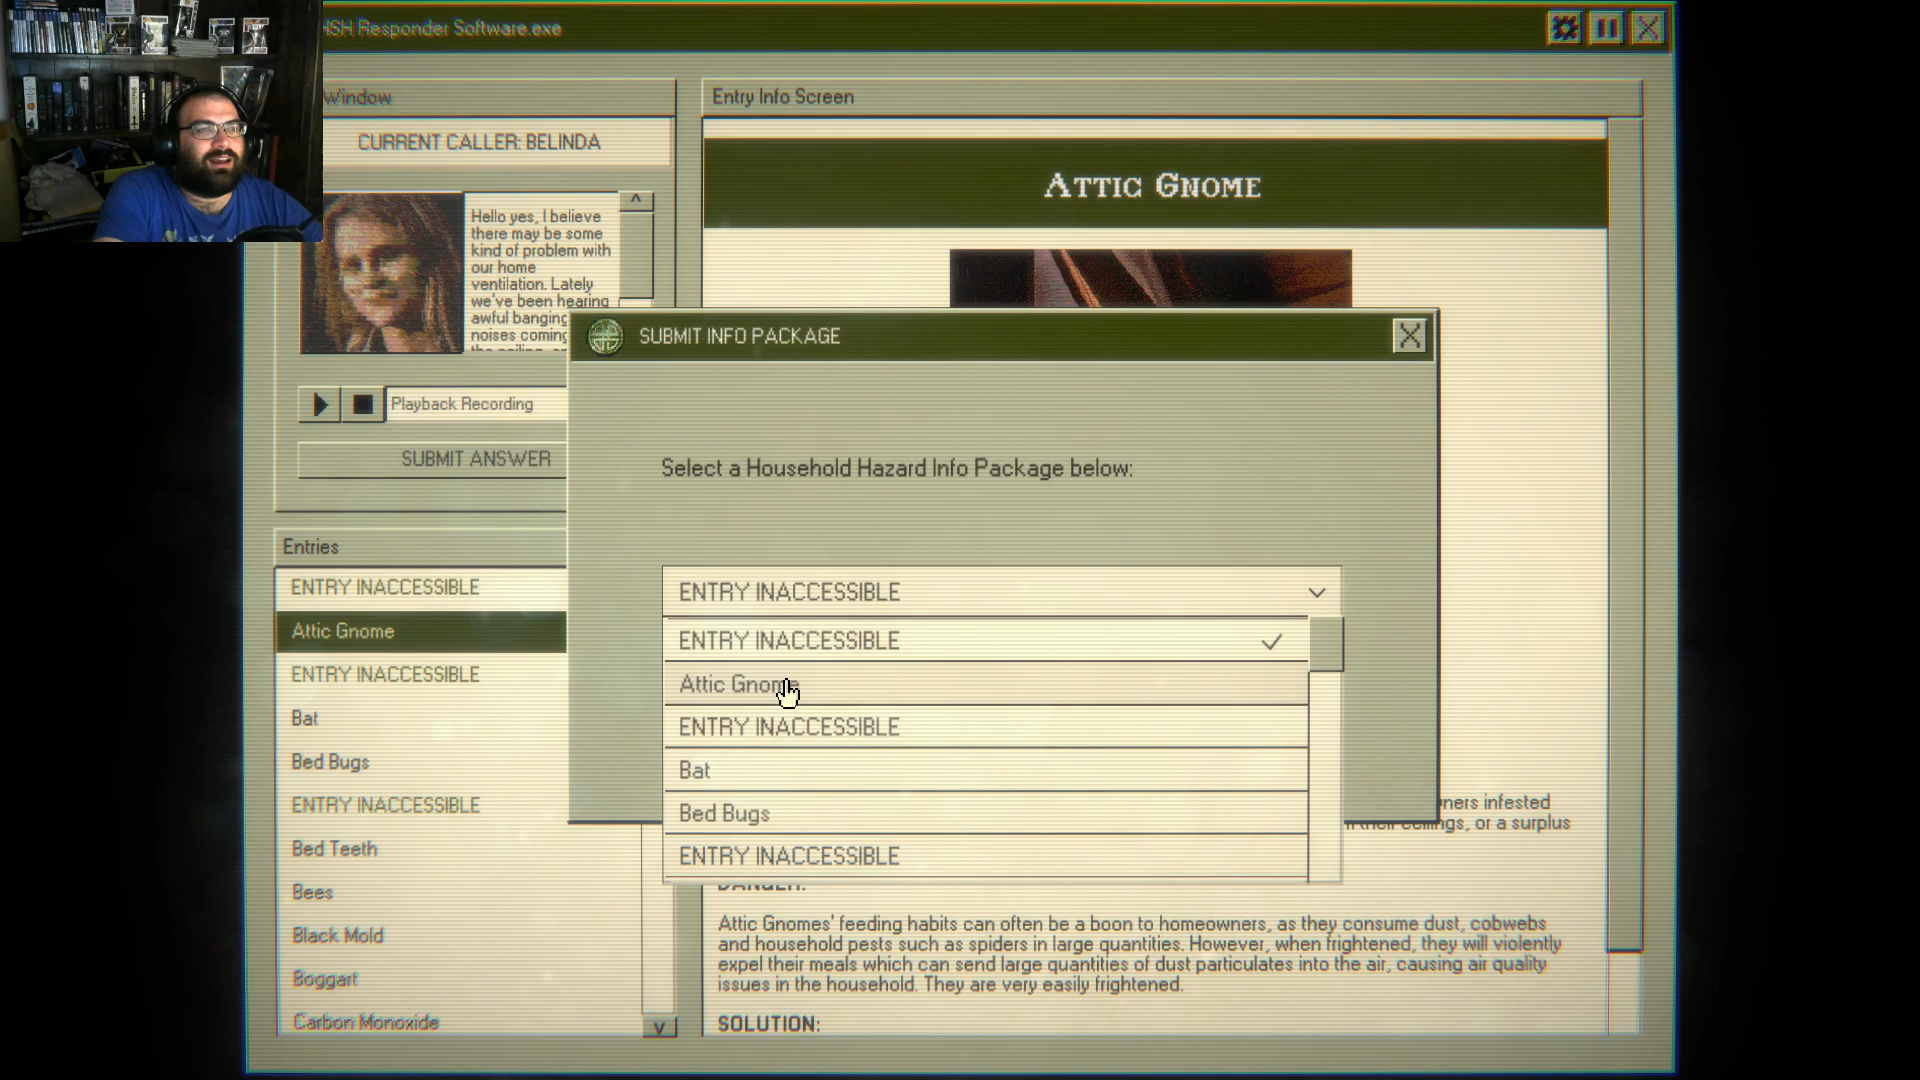 HSH Responder Software.exe
Window
CURRENT CALLER: BELINDA
Hello yes, I believe
there may be some
kind of problem with
our home
ventilation. Lately
we've been hearing
awful banging
noises coming
Playback Recording
SUBMIT ANSWER
Entries
ENTRY INACCESSIBLE
Attic Gnome
ENTRY INACCESSIBLE
Bat
Bed Bugs
ENTRY INACCESSIBLE
Bed Teeth
Bees
Black Mold
Boggart
Carbon Monoxide
Entry Info Screen
ATTIC GNOME
SUBMIT INFO PACKAGE
Select a Household Hazard Info Package below:
ENTRY INACCESSIBLE
ENTRY INACCESSIBLE
Attic Gnome
ENTRY INACCESSIBLE
Bat
Bed Bugs
ENTRY INACCESSIBLE
infested
ceilings, or a surplus
DANGER:
Attic Gnomes' feeding habits can often be a boon to homeowners, as they consume dust, cobwebs
and household pests such as spiders in large quantities. However, when frightened, they will violently
expel their meals which can send large quantities of dust particulates into the air, causing air quality
issues in the household. They are very easily frightened.
SOLUTION: